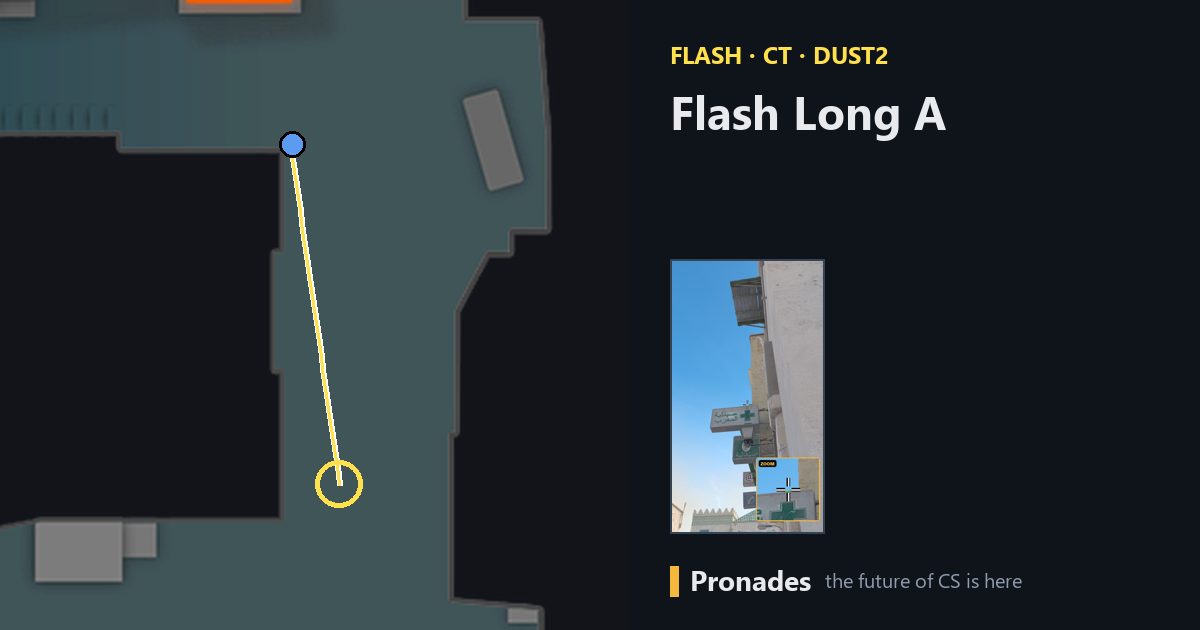 FLASH · CT · DUST2
Flash Long A
ZOOM
Pronades the future of CS is here